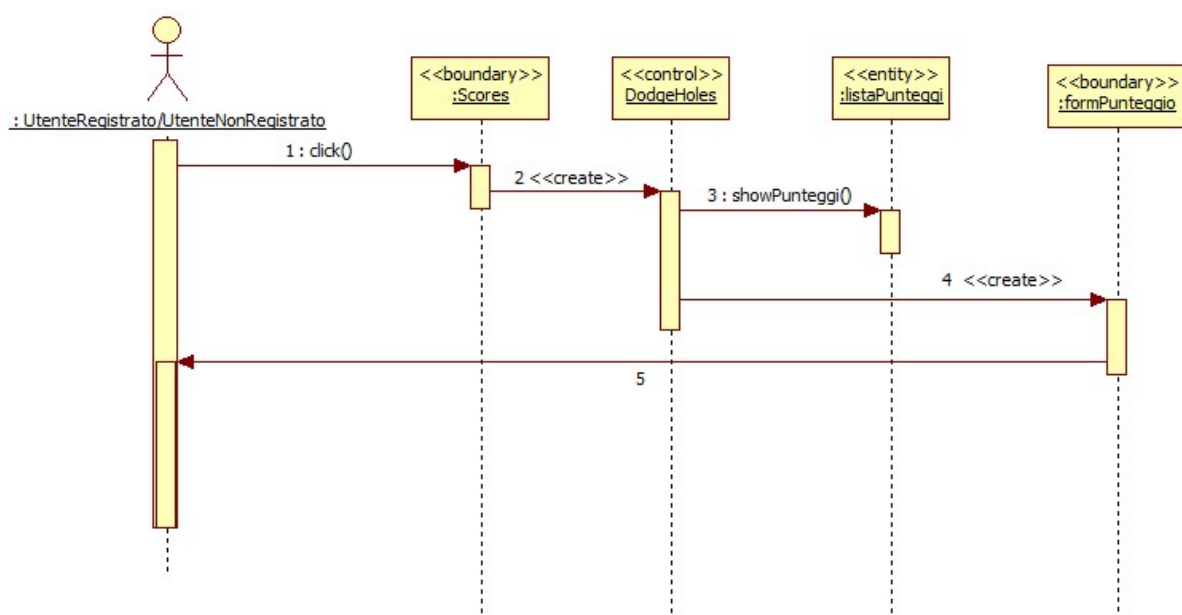 <<boundary>>
:Scores
<<control>>
DodgeHoles
<<entity>>
:listaPunteggi
<<boundary>>
:formPunteggio
: UtenteRegistrato/UtenteNonRegistrato
1 : click()
2 <<create>>
3 : showPunteggi()
4 <<create>>
5